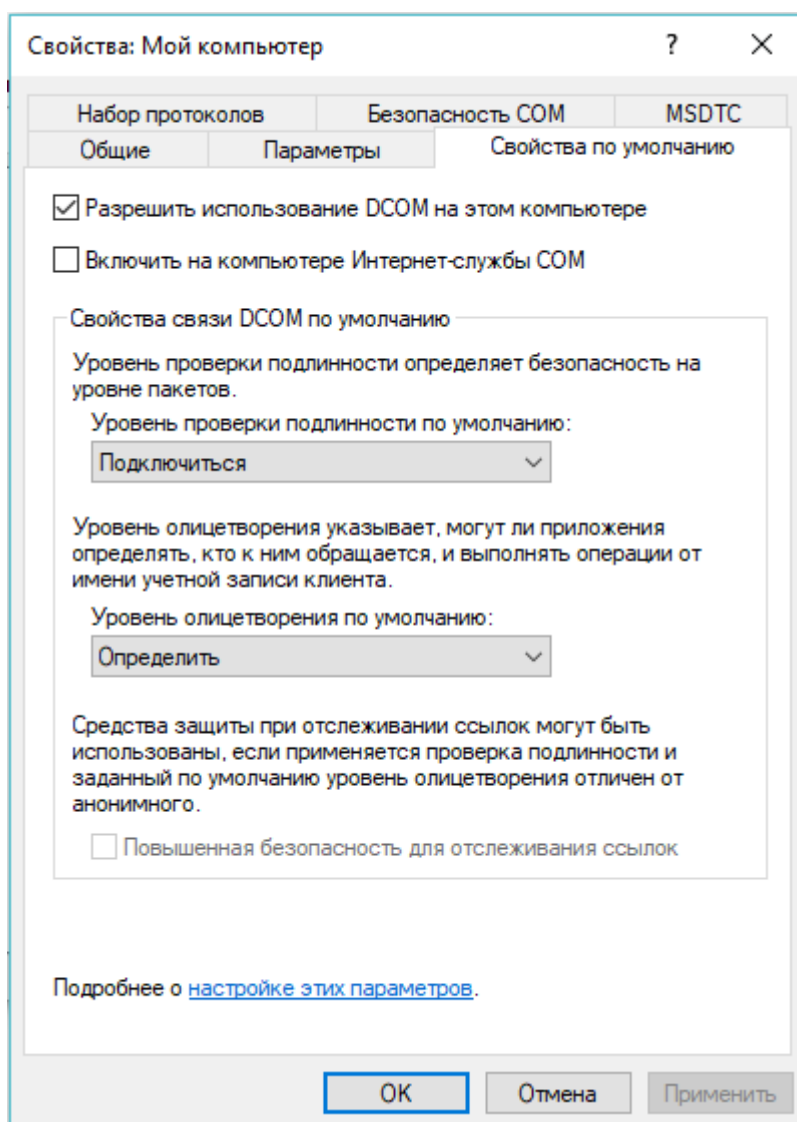 Свойства: Мой компьютер
Набор протоколов Безопасность COM MSDTC
Общие Параметры Свойства по умолчанию
Разрешить использование DCOM на этом компьютере
Включить на компьютере Интернет-службы COM
Свойства связи DCOM по умолчанию
Уровень проверки подлинности определяет безопасность на
уровне пакетов.
Уровень проверки подлинности по умолчанию:
Подключиться
Уровень олицетворения указывает, могут ли приложения
определять, кто к ним обращается, и выполнять операции от
имени учетной записи клиента.
Уровень олицетворения по умолчанию:
Определить
Средства защиты при отслеживании ссылок могут быть
использованы, если применяется проверка подлинности и
заданный по умолчанию уровень олицетворения отличен от
анонимного.
Повышенная безопасность для отслеживания ссылок
Подробнее о настройке этих параметров.
OK Отмена Применить